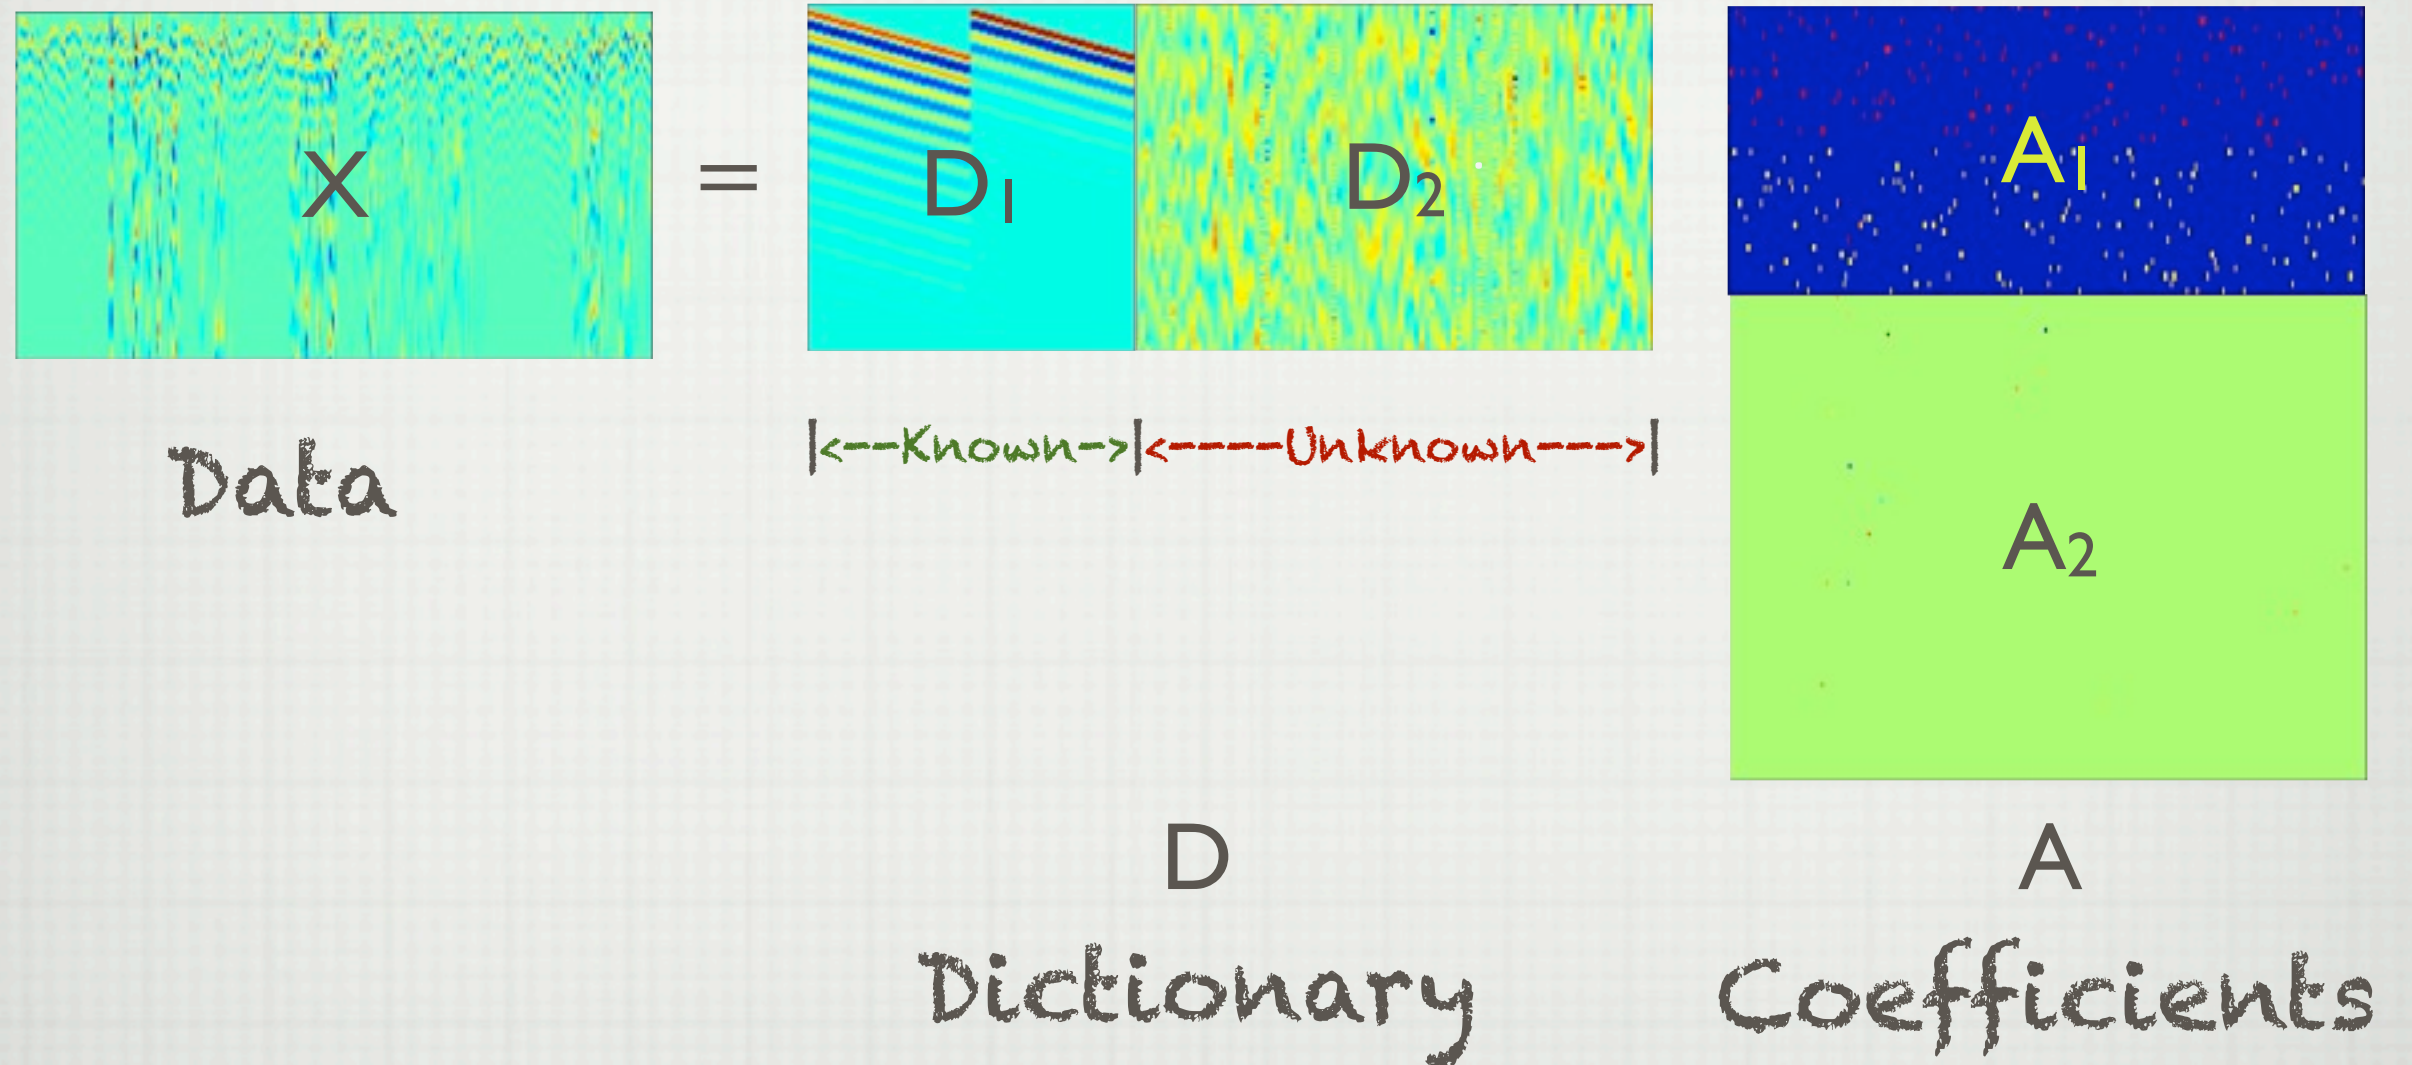 X = D1 D2 A1
|<--Known->|<-----Unknown---->|
Data
A2
D A
Dictionary Coefficients